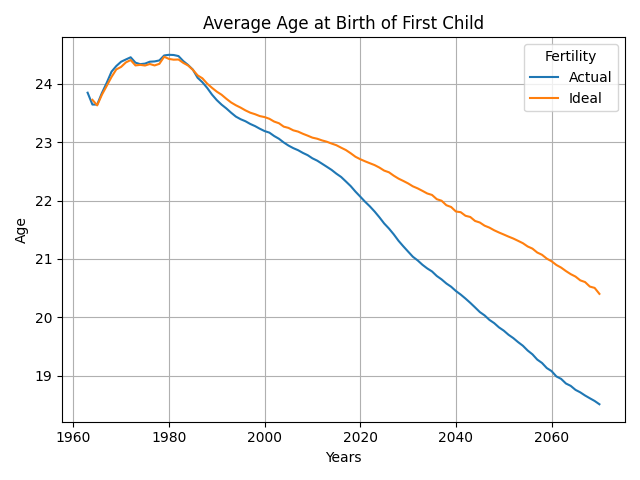 Average Age at Birth of First Child
Fertility
Actual
Ideal
Age
24
23
22
21
20
19
1960 1980 2000 2020 2040 2060
Years